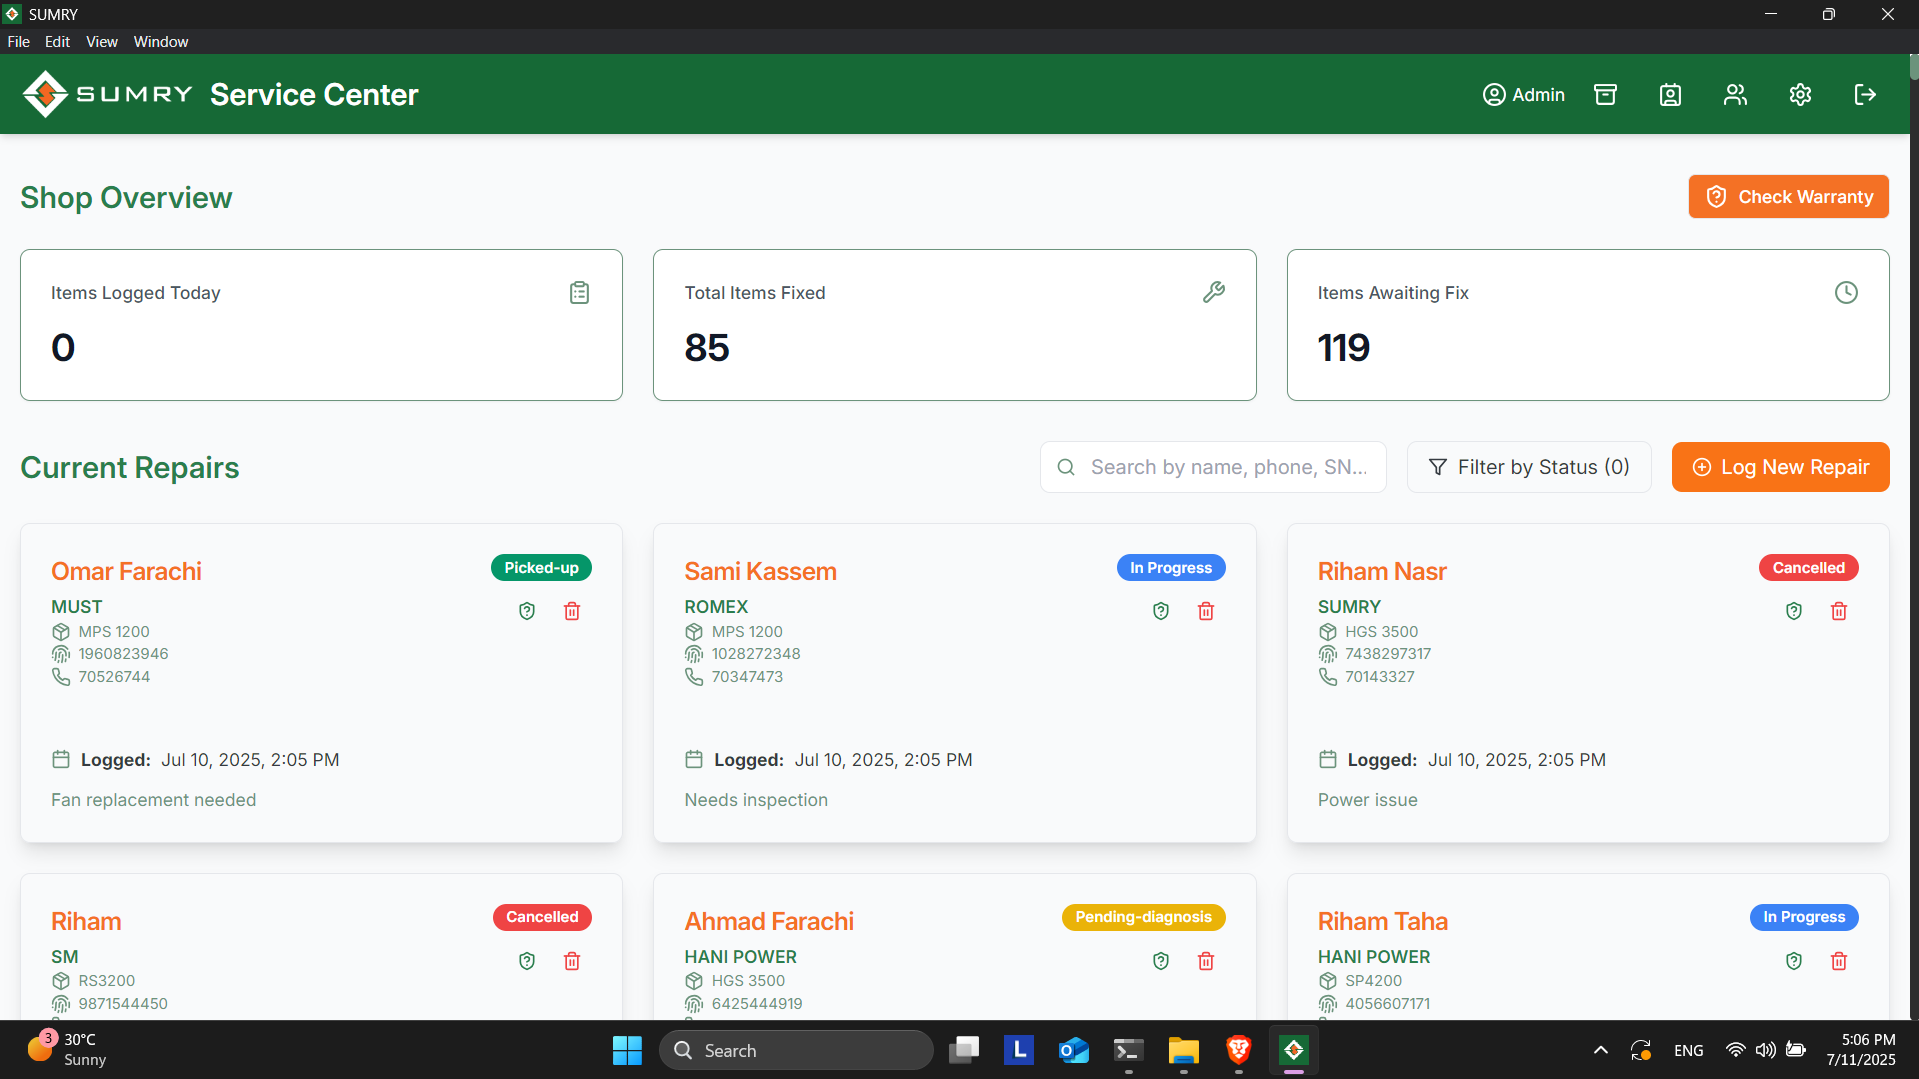 SUMRY
File Edit View Window
SUMRY Service Center
Admin
Shop Overview
Check Warranty
Items Logged Today
0
Total Items Fixed
85
Items Awaiting Fix
119
Current Repairs
Search by name, phone, SN...
Filter by Status (0)
Log New Repair
Omar Farachi
Picked-up
MUST
MPS 1200
1960823946
70526744
Logged: Jul 10, 2025, 2:05 PM
Fan replacement needed
Sami Kassem
In Progress
ROMEX
MPS 1200
1028272348
70347473
Logged: Jul 10, 2025, 2:05 PM
Needs inspection
Riham Nasr
Cancelled
SUMRY
HGS 3500
7438297317
70143327
Logged: Jul 10, 2025, 2:05 PM
Power issue
Riham
Cancelled
SM
RS3200
9871544450
Ahmad Farachi
Pending-diagnosis
HANI POWER
HGS 3500
6425444919
Riham Taha
In Progress
HANI POWER
SP4200
4056607171
3
30°C
Sunny
Search
L
ENG
5:06 PM
7/11/2025